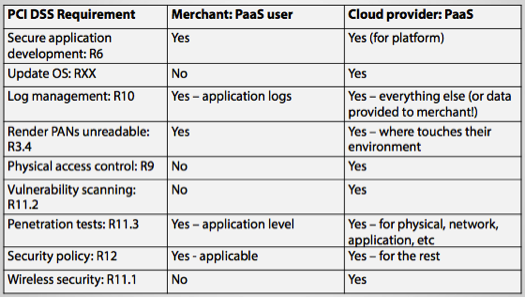 PCI DSS Requirement Merchant: PaaS user Cloud provider: PaaS
Secure application Yes Yes (for platform)
development: R6
Update OS: RXX No Yes
Log management: R10 Yes – application logs Yes – everything else (or data
provided to merchant!)
Render PANs unreadable: Yes Yes – where touches their
R3.4 environment
Physical access control: R9 No Yes
Vulnerability scanning: No Yes
R11.2
Penetration tests: R11.3 Yes – application level Yes – for physical, network,
application, etc
Security policy: R12 Yes - applicable Yes – for the rest
Wireless security: R11.1 No Yes